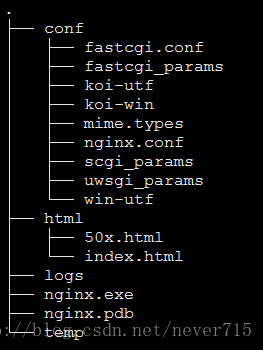 .
├── conf
│   ├── fastcgi.conf
│   ├── fastcgi_params
│   ├── koi-utf
│   ├── koi-win
│   ├── mime.types
│   ├── nginx.conf
│   ├── scgi_params
│   ├── uwsgi_params
│   └── win-utf
├── html
│   ├── 50x.html
│   └── index.html
├── logs
├── nginx.exe
├── nginx.pdb
└── temp
://blog.csdn.net/never715